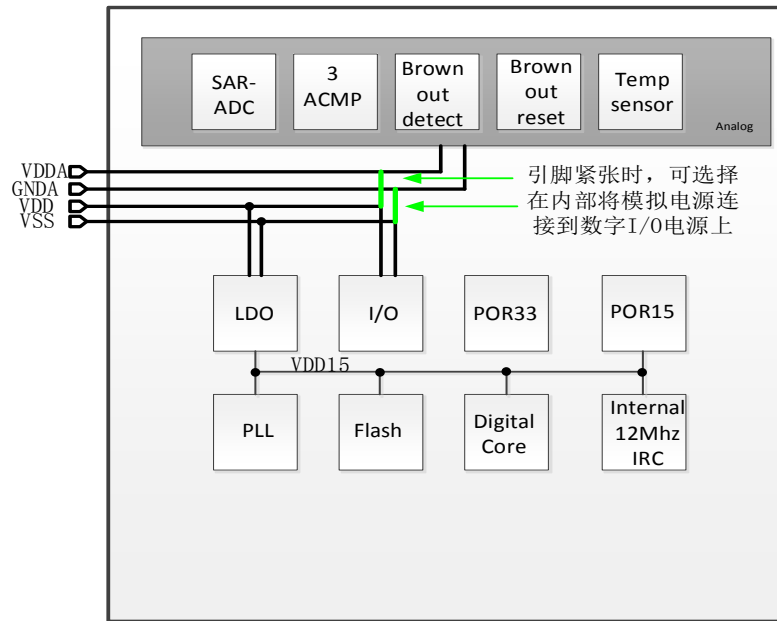 SAR-
ADC
3
ACMP
Brown
out
detect
Brown
out
reset
Temp
sensor
Analog
VDDA
GNDA
VDD
VSS
引脚紧张时，可选择
在内部将模拟电源连
接到数字I/O电源上
LDO
I/O
POR33
POR15
VDD15
PLL
Flash
Digital
Core
Internal
12Mhz
IRC